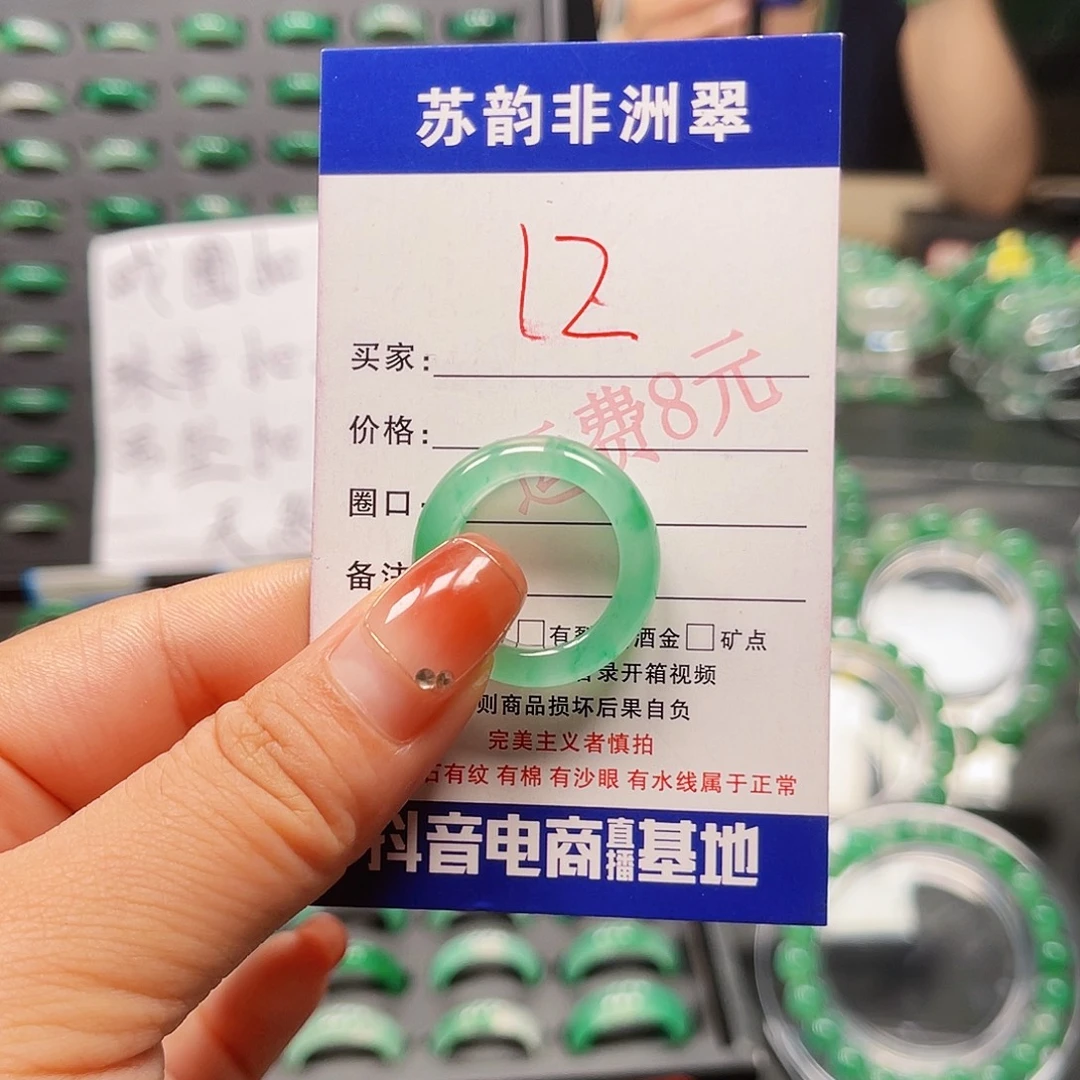 苏韵非洲翠
12
买家：
运费8元
价格：
圈口
备注
有裂 洒金 矿点
录开箱视频
则商品损坏后果自负
完美主义者慎拍
石有纹 有棉 有沙眼 有水线属于正常
抖音电商直播基地